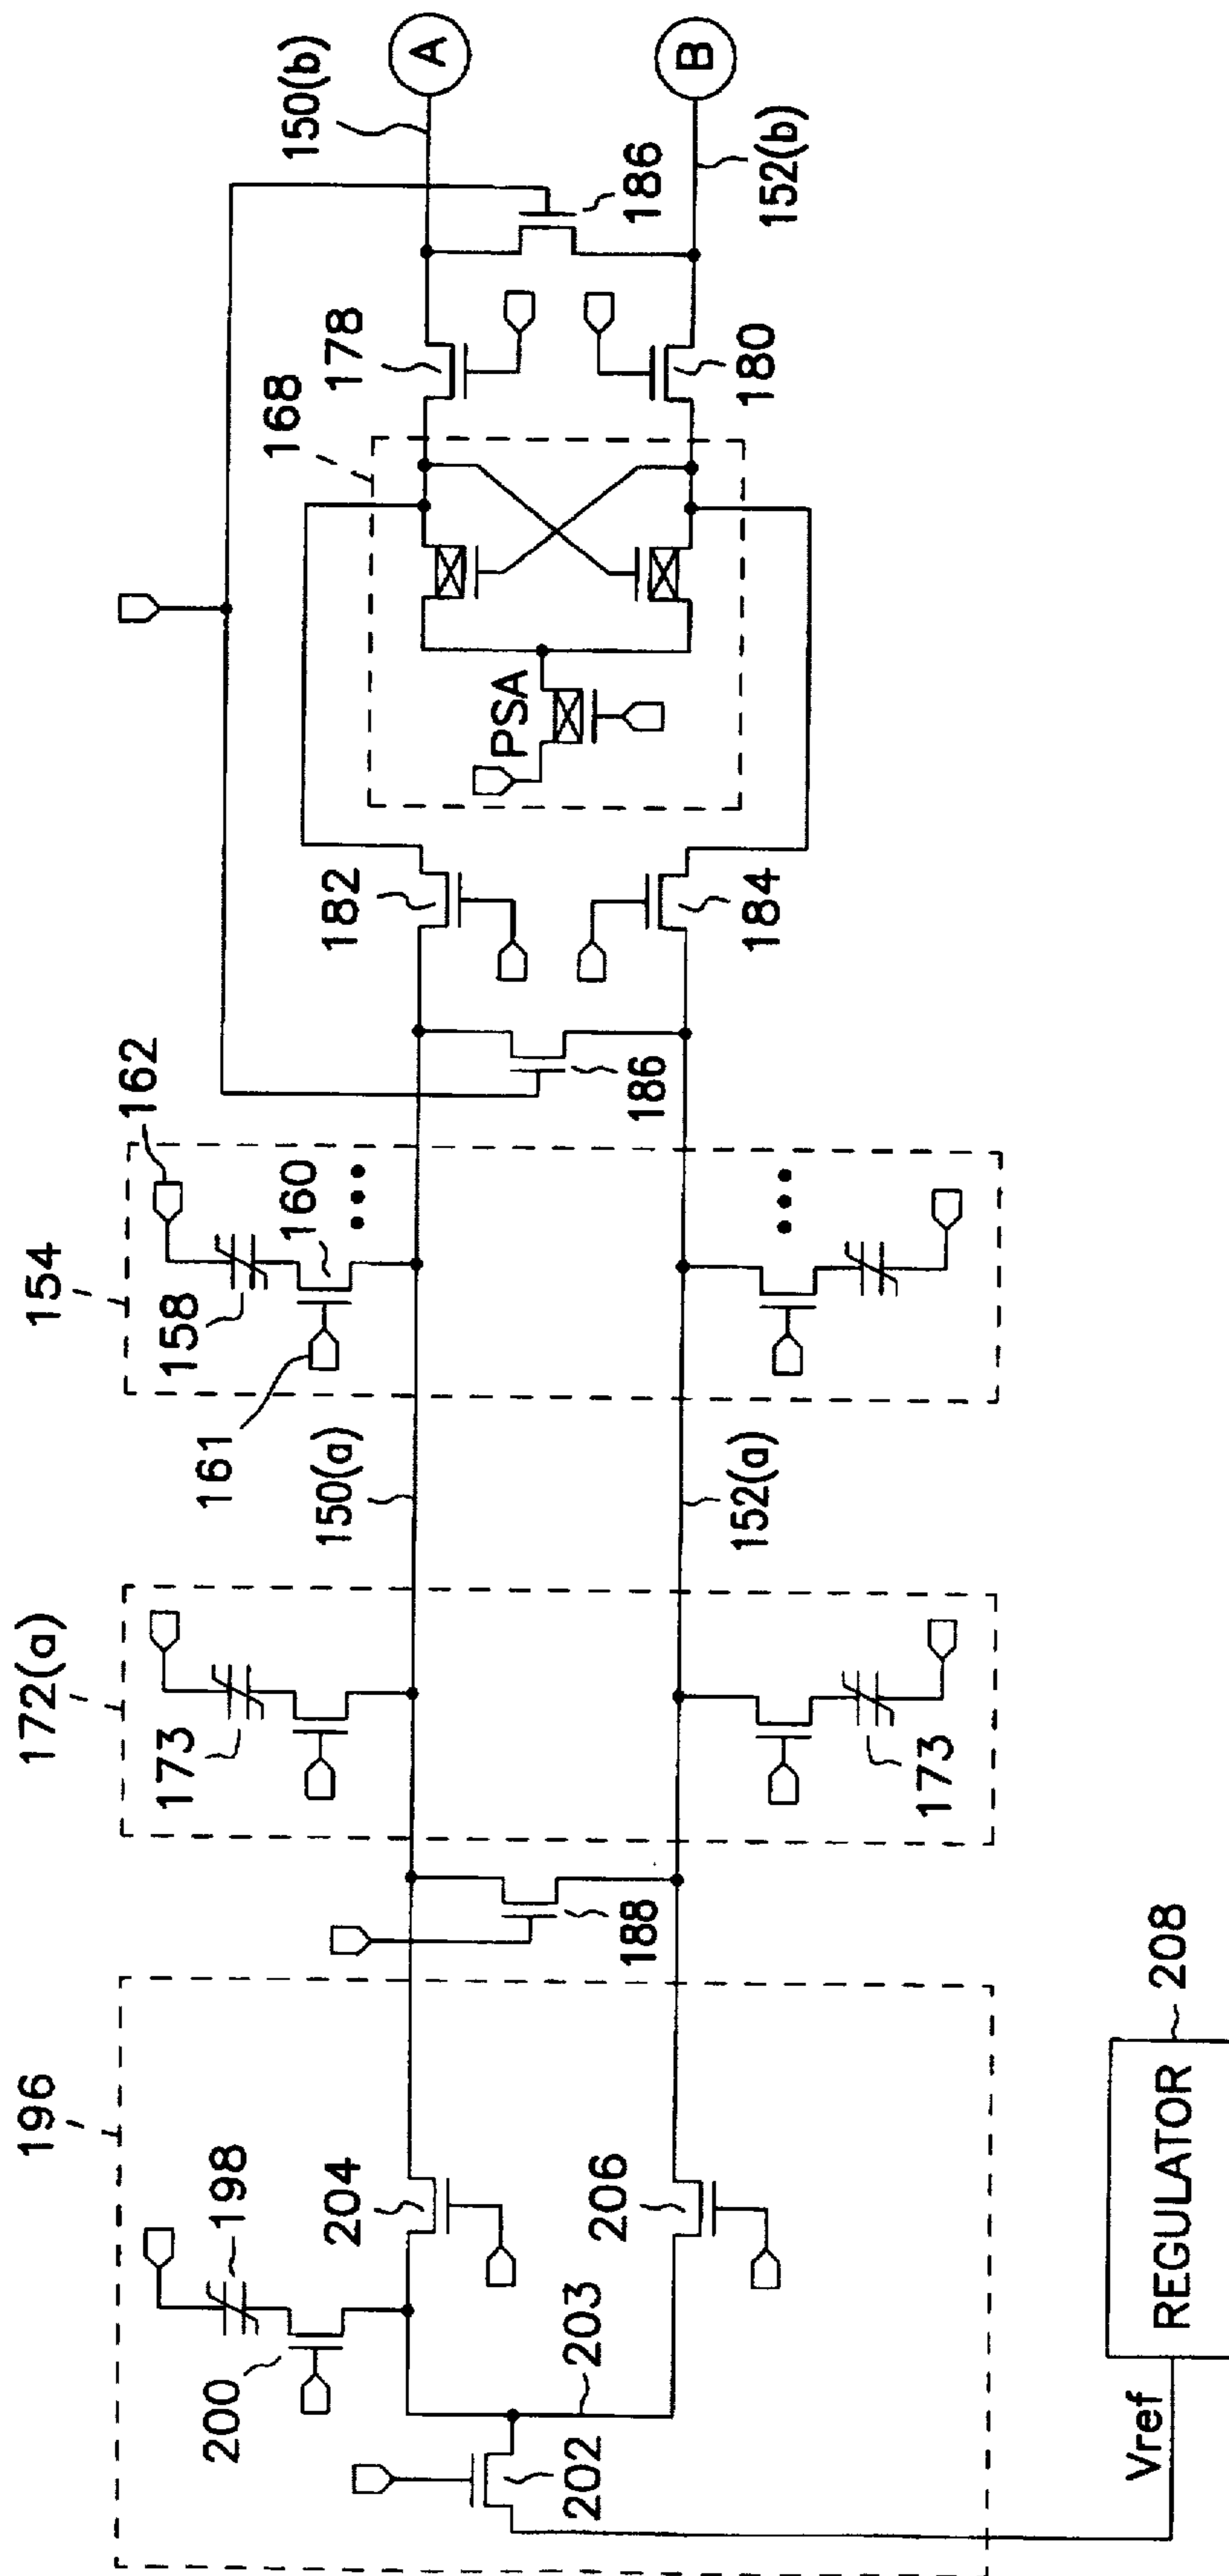 196
200
198
204
202
203
206
Vref
REGULATOR
208
188
172(a)
173
173
150(a)
152(a)
154
161
158
160
162
186
182
184
168
PSA
178
180
186
150(b)
152(b)
A
B